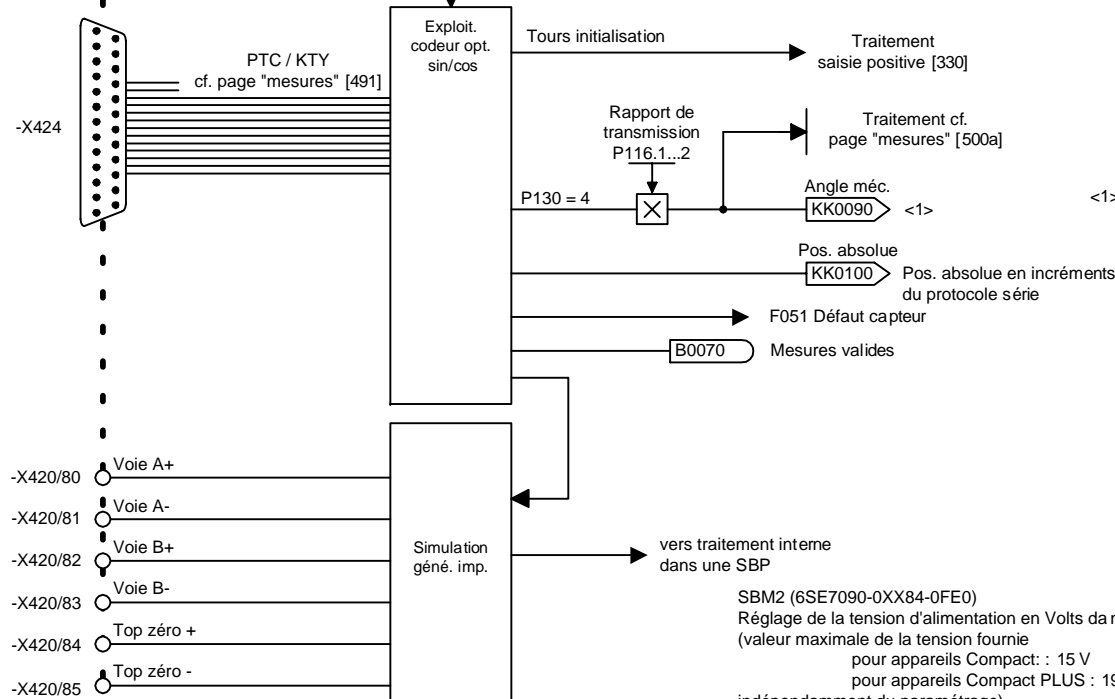 Exploit.
codeur opt.
sin/cos
Tours initialisation
Traitement
saisie positive [330]
PTC / KTY
cf. page "mesures" [491]
-X424
Rapport de
transmission
P116.1...2
Traitement cf.
page "mesures" [500a]
P130 = 4
Angle méc.
KK0090
<1>
<1>
Pos. absolue
KK0100
Pos. absolue en incréments
du protocole série
F051 Défaut capteur
B0070
Mesures valides
-X420/80
Voie A+
-X420/81
Voie A-
-X420/82
Voie B+
-X420/83
Voie B-
-X420/84
Top zéro +
-X420/85
Top zéro -
Simulation
géné. imp.
vers traitement interne
dans une SBP
SBM2 (6SE7090-0XX84-0FE0)
Réglage de la tension d'alimentation en Volts
(valeur maximale de la tension fournie
pour appareils Compact: : 15 V
pour appareils Compact PLUS :
indépendamment du paramétrage)